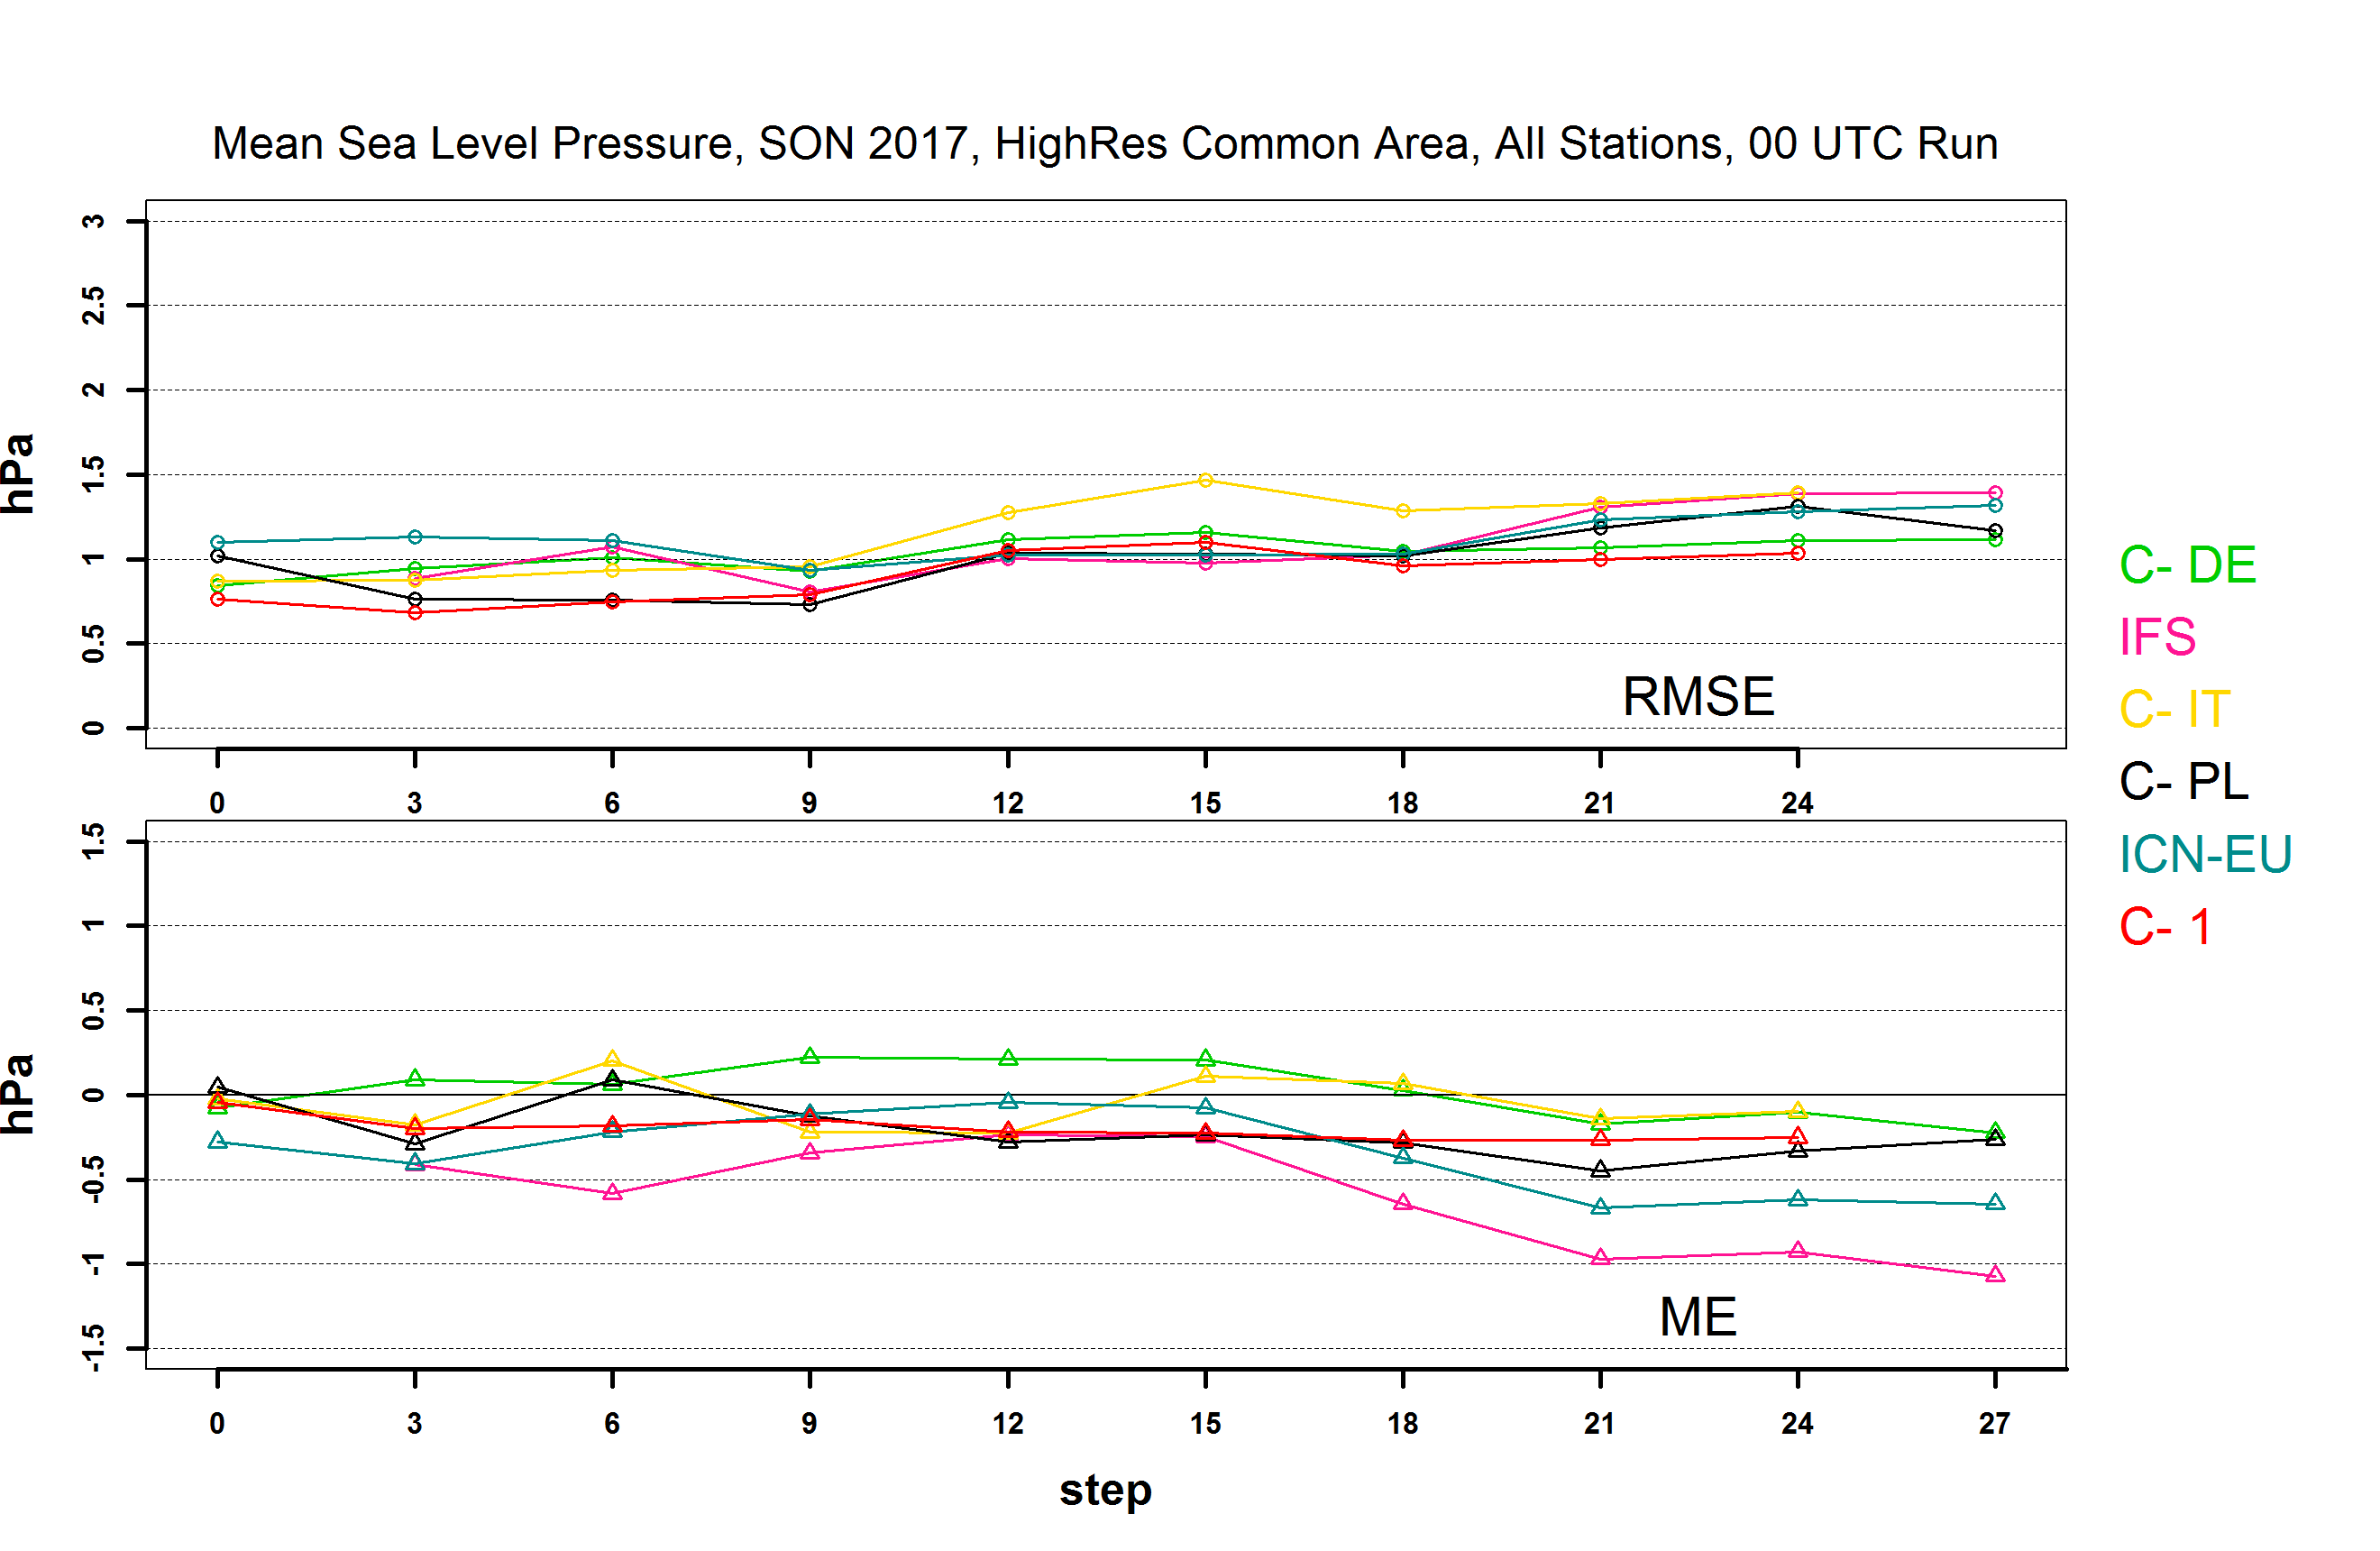 Mean Sea Level Pressure, SON 2017, HighRes Common Area, All Stations, 00 UTC Run
hPa
3
2.5
2
1.5
1
0.5
0
RMSE
0 3 6 9 12 15 18 21 24
hPa
1.5
1
0.5
0
-0.5
-1
-1.5
ME
0 3 6 9 12 15 18 21 24 27
step
C- DE
IFS
C- IT
C- PL
ICN-EU
C- 1